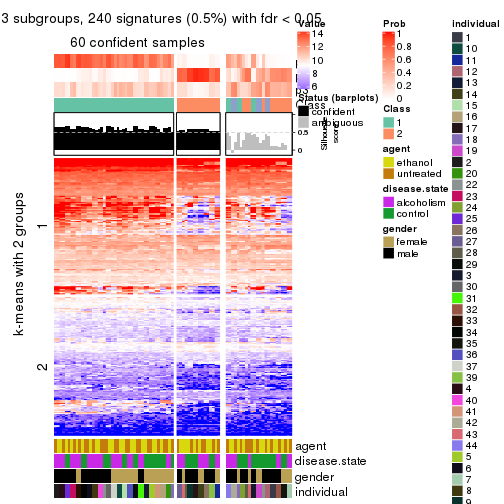 3 subgroups, 240 signatures (0.5%) with fdr < 0.05
60 confident samples
k-means with 2 groups
1
2
Class
agent
disease.state
gender
individual
Value
14
12
10
8
6
Status (barplots)
confident
ambiguous
1
0.5
0
Silhouette
score
Prob
1
0.8
0.6
0.4
0.2
0
Class
1
2
agent
ethanol
untreated
disease.state
alcoholism
control
gender
female
male
individual
1
10
11
12
13
14
15
16
17
18
19
2
20
22
23
24
25
26
27
28
29
3
30
31
32
33
34
35
36
37
39
4
40
41
42
43
44
5
6
7
8
9